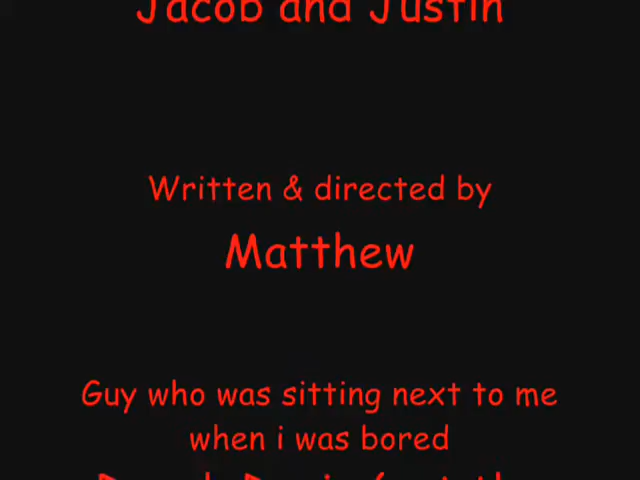 Jacob and Justin
Written & directed by
Matthew
Guy who was sitting next to me
when i was bored